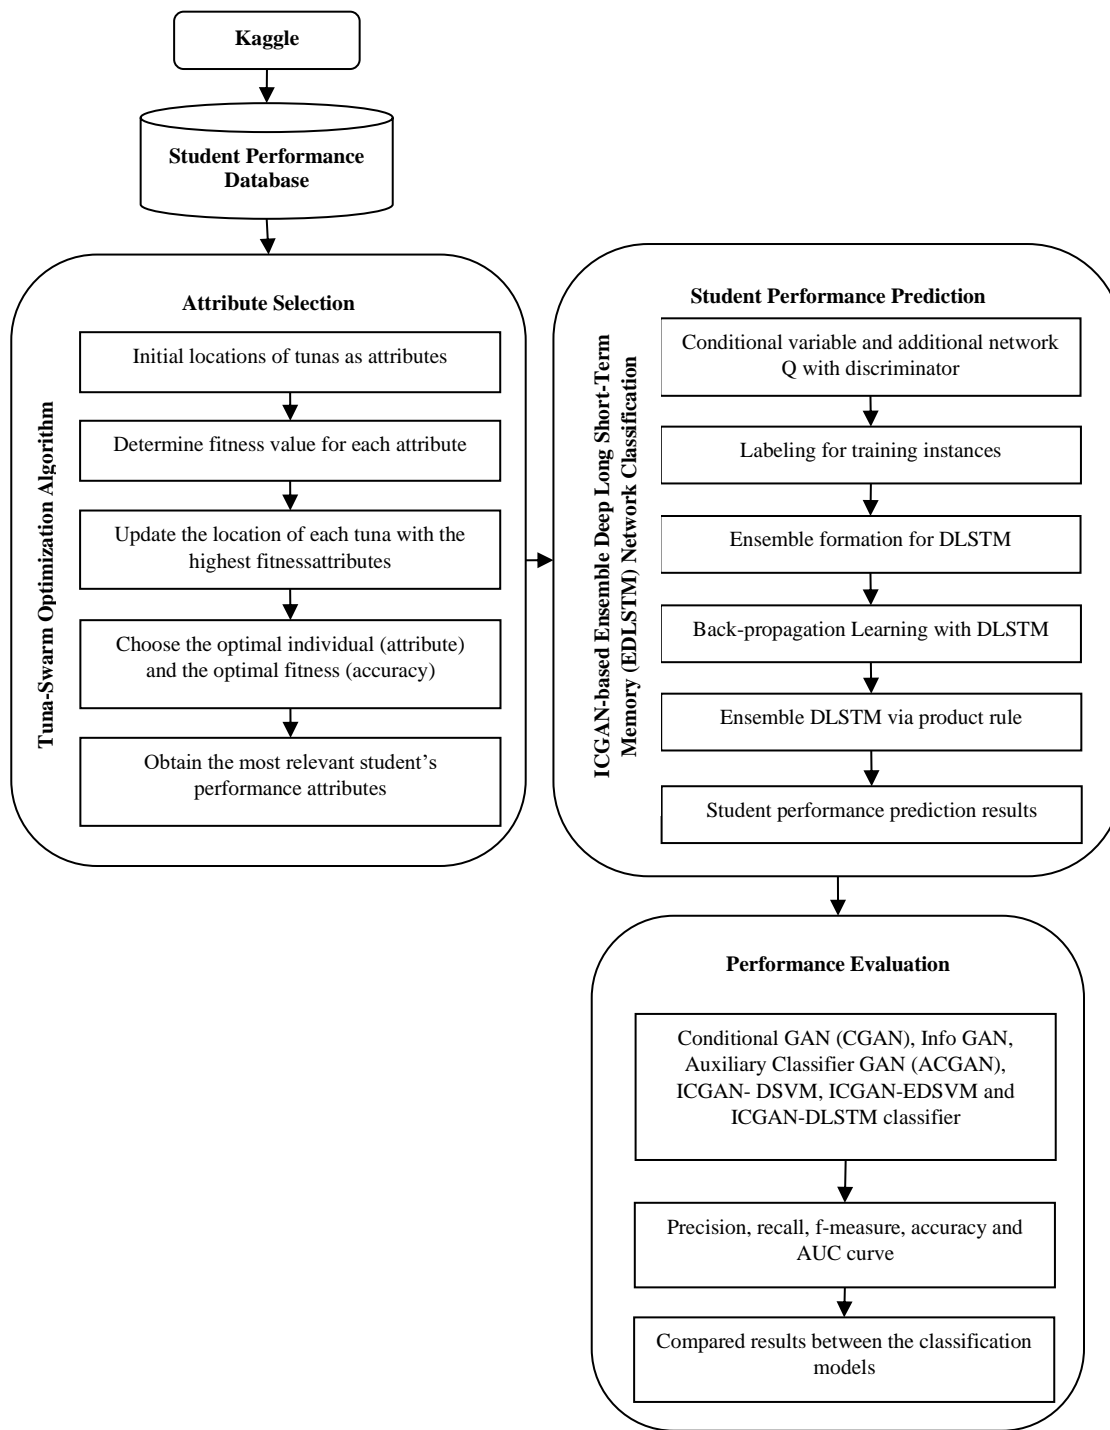 Kaggle
Student Performance
Database
Attribute Selection
Tuna-Swarm Optimization Algorithm
Initial locations of tunas as attributes
Determine fitness value for each attribute
Update the location of each tuna with the
highest fitnessattributes
Choose the optimal individual (attribute)
and the optimal fitness (accuracy)
Obtain the most relevant student's
performance attributes
Student Performance Prediction
ICGAN-based Ensemble Deep Long Short-Term
Memory (EDLSTM) Network Classification
Conditional variable and additional network
Q with discriminator
Labeling for training instances
Ensemble formation for DLSTM
Back-propagation Learning with DLSTM
Ensemble DLSTM via product rule
Student performance prediction results
Performance Evaluation
Conditional GAN (CGAN), Info GAN,
Auxiliary Classifier GAN (ACGAN),
ICGAN- DSVM, ICGAN-EDSVM and
ICGAN-DLSTM classifier
Precision, recall, f-measure, accuracy and
AUC curve
Compared results between the classification
models